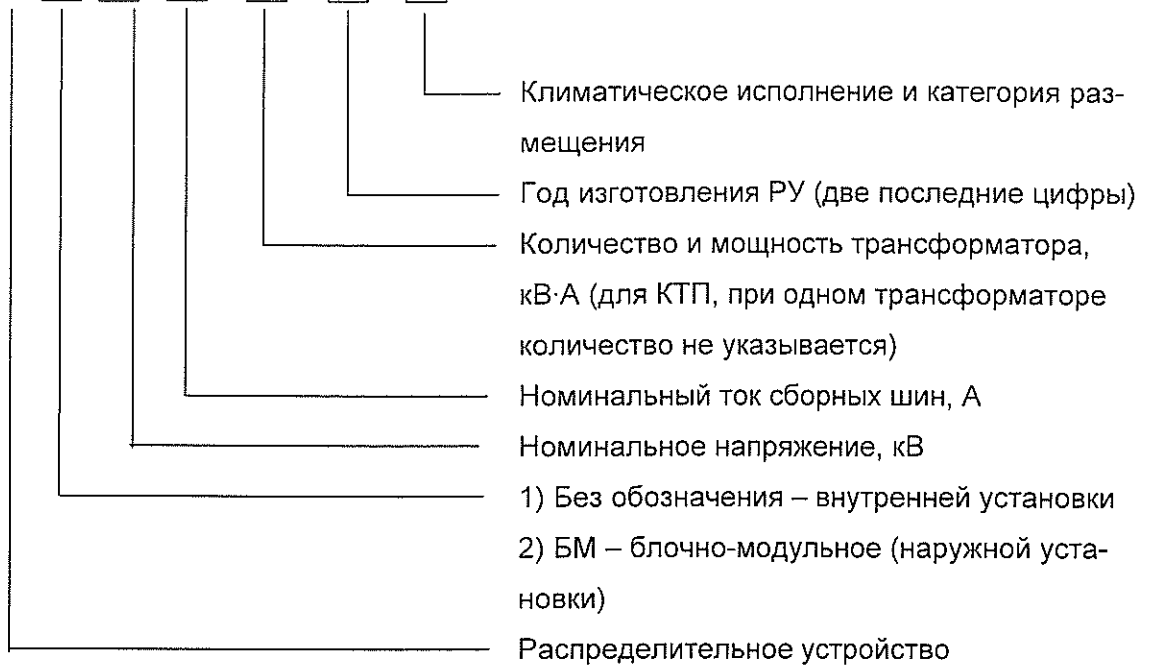 Климатическое исполнение и категория раз-
мещения
Год изготовления РУ (две последние цифры)
Количество и мощность трансформатора,
кВ·А (для КТП, при одном трансформаторе
количество не указывается)
Номинальный ток сборных шин, А
Номинальное напряжение, кВ
1) Без обозначения – внутренней установки
2) БМ – блочно-модульное (наружной уста-
новки)
Распределительное устройство